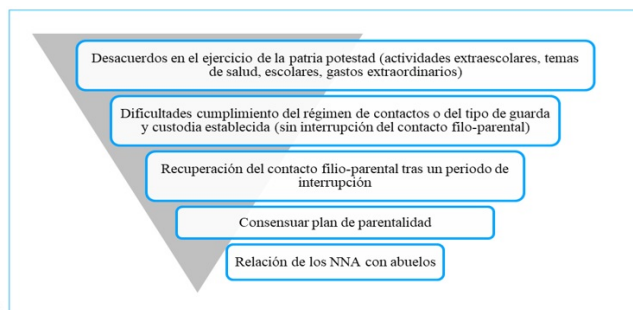 Desacuerdos en el ejercicio de la patria potestad (actividades extraescolares, temas
de salud, escolares, gastos extraordinarios)
Dificultades cumplimiento del régimen de contactos o del tipo de guarda
y custodia establecida (sin interrupción del contacto filo-parental)
Recuperación del contacto filio-parental tras un periodo de
interrupción
Consensuar plan de parentalidad
Relación de los NNA con abuelos